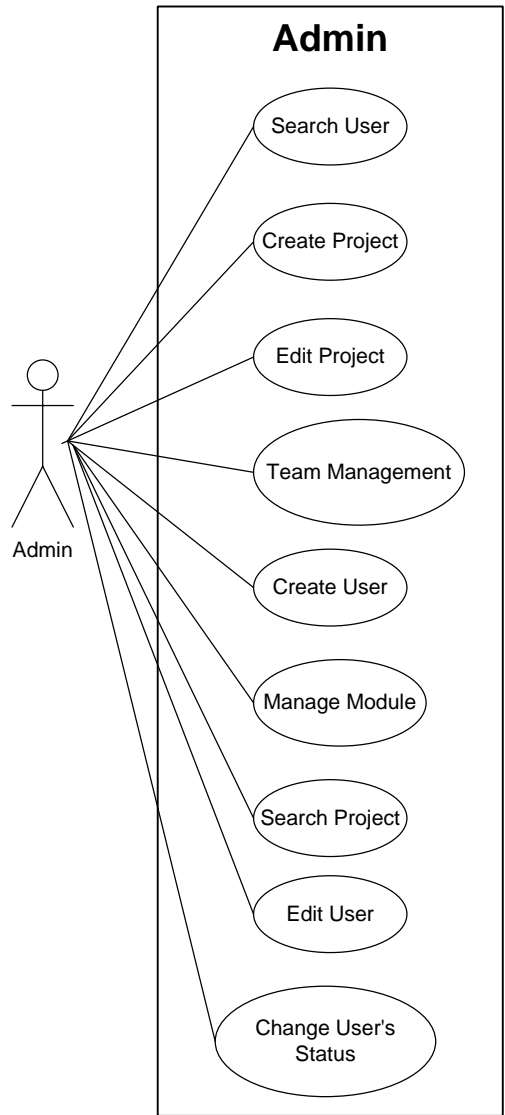 Admin
Search User
Create Project
Edit Project
Team Management
Admin
Create User
Manage Module
Search Project
Edit User
Change User's
Status